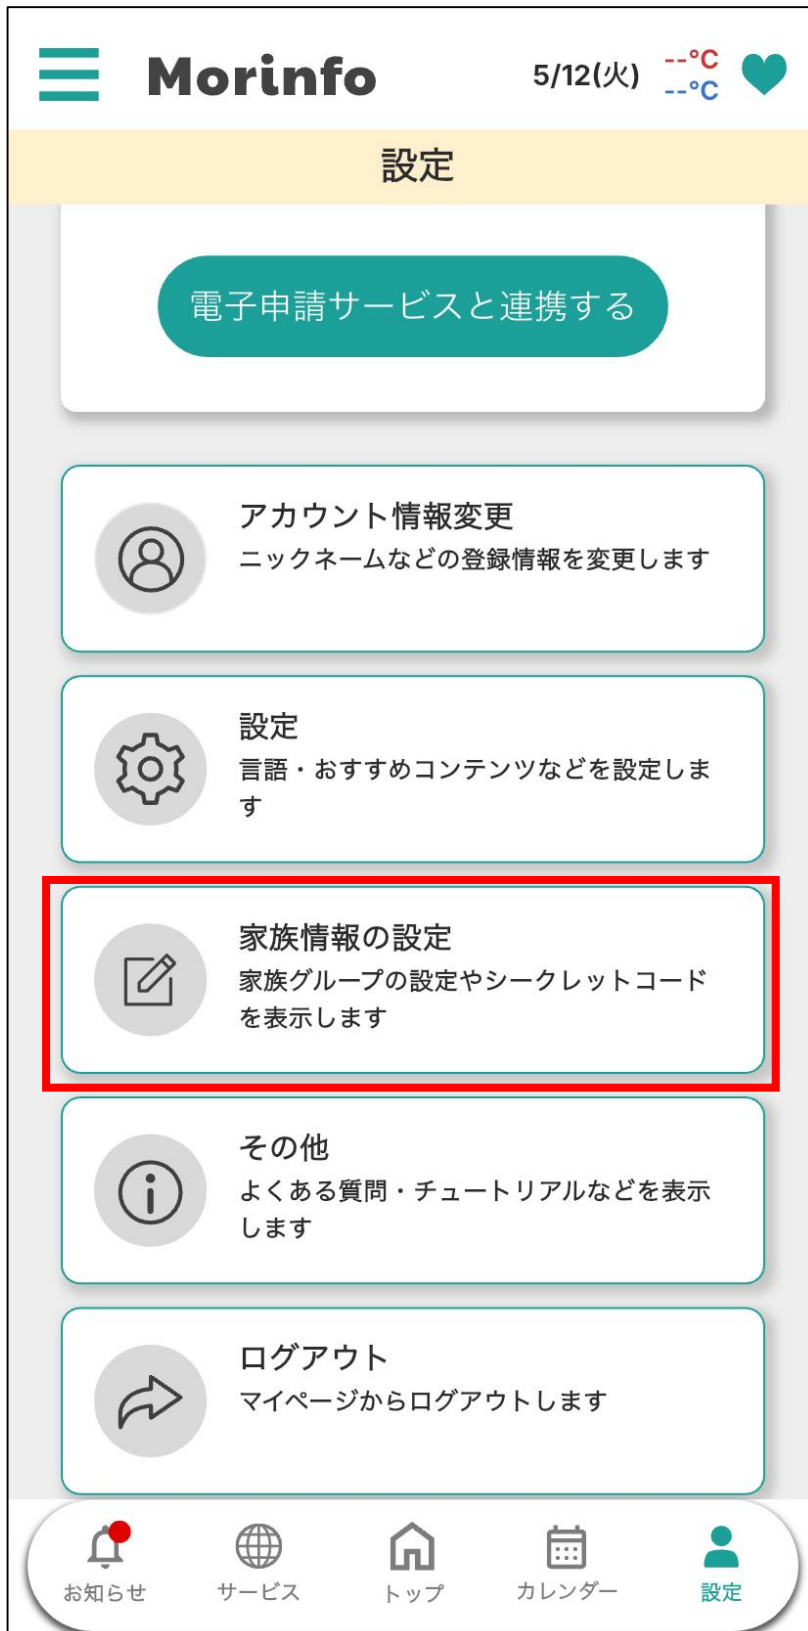 Morinfo
5/12(火)
--°C
--°C
設定
電子申請サービスと連携する
アカウント情報変更
ニックネームなどの登録情報を変更します
設定
言語・おすすめコンテンツなどを設定しま
す
家族情報の設定
家族グループの設定やシークレットコード
を表示します
その他
よくある質問・チュートリアルなどを表示
します
ログアウト
マイページからログアウトします
お知らせ
サービス
トップ
カレンダー
設定